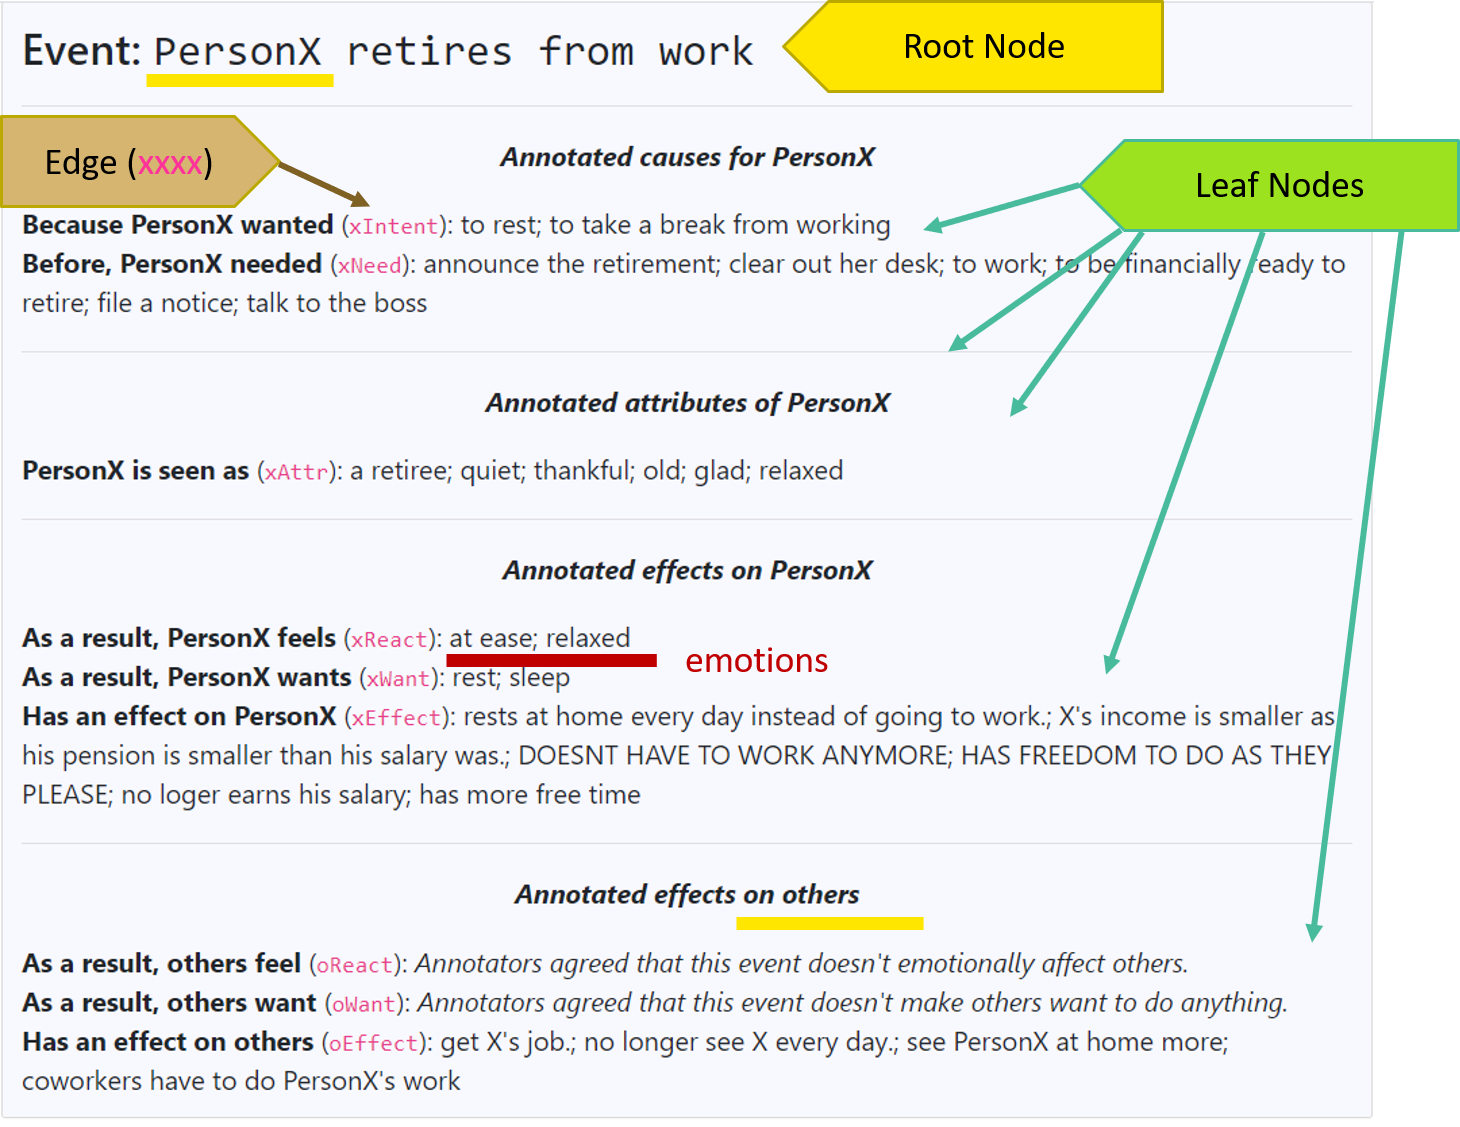 Event: PersonX retires from work
Root Node
Edge (xxxx)
Annotated causes for PersonX
Leaf Nodes
Because PersonX wanted (xIntent): to rest; to take a break from working
Before, PersonX needed (xNeed): announce the retirement; clear out her desk; to work; to be financially ready to
retire; file a notice; talk to the boss
Annotated attributes of PersonX
PersonX is seen as (xAttr): a retiree; quiet; thankful; old; glad; relaxed
Annotated effects on PersonX
As a result, PersonX feels (xReact): at ease; relaxed
emotions
As a result, PersonX wants (xWant): rest; sleep
Has an effect on PersonX (xEffect): rests at home every day instead of going to work.; X's income is smaller as
his pension is smaller than his salary was.; DOESNT HAVE TO WORK ANYMORE; HAS FREEDOM TO DO AS THEY
PLEASE; no loger earns his salary; has more free time
Annotated effects on others
As a result, others feel (oReact): Annotators agreed that this event doesn't emotionally affect others.
As a result, others want (oWant): Annotators agreed that this event doesn't make others want to do anything.
Has an effect on others (oEffect): get X's job.; no longer see X every day.; see PersonX at home more;
coworkers have to do PersonX's work